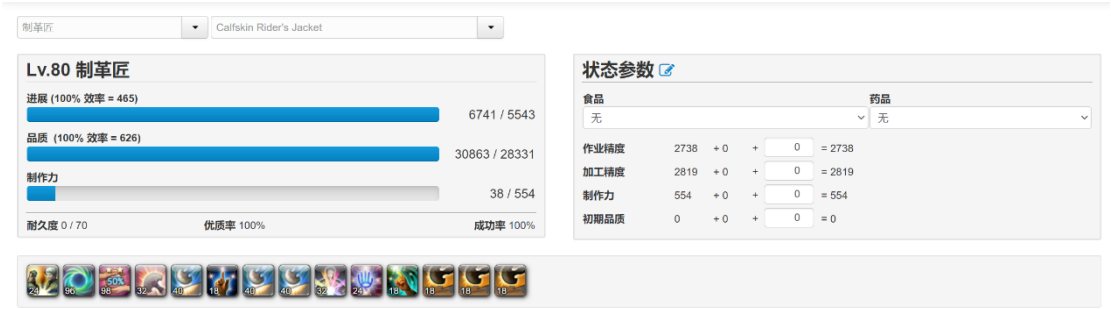 制革匠 Calfskin Rider's Jacket
Lv.80 制革匠
进展 (100% 效率 = 465)
6741 / 5543
品质 (100% 效率 = 626)
30863 / 28331
制作力
38 / 554
耐久度 0 / 70 优质率 100% 成功率 100%
状态参数
食品 药品
无 无
作业精度 2738 + 0 + 0 = 2738
加工精度 2819 + 0 + 0 = 2819
制作力 554 + 0 + 0 = 554
初期品质 0 + 0 + 0 = 0
24 96 98 50% 32 40 18 40 40 32 24 18 18 18 18